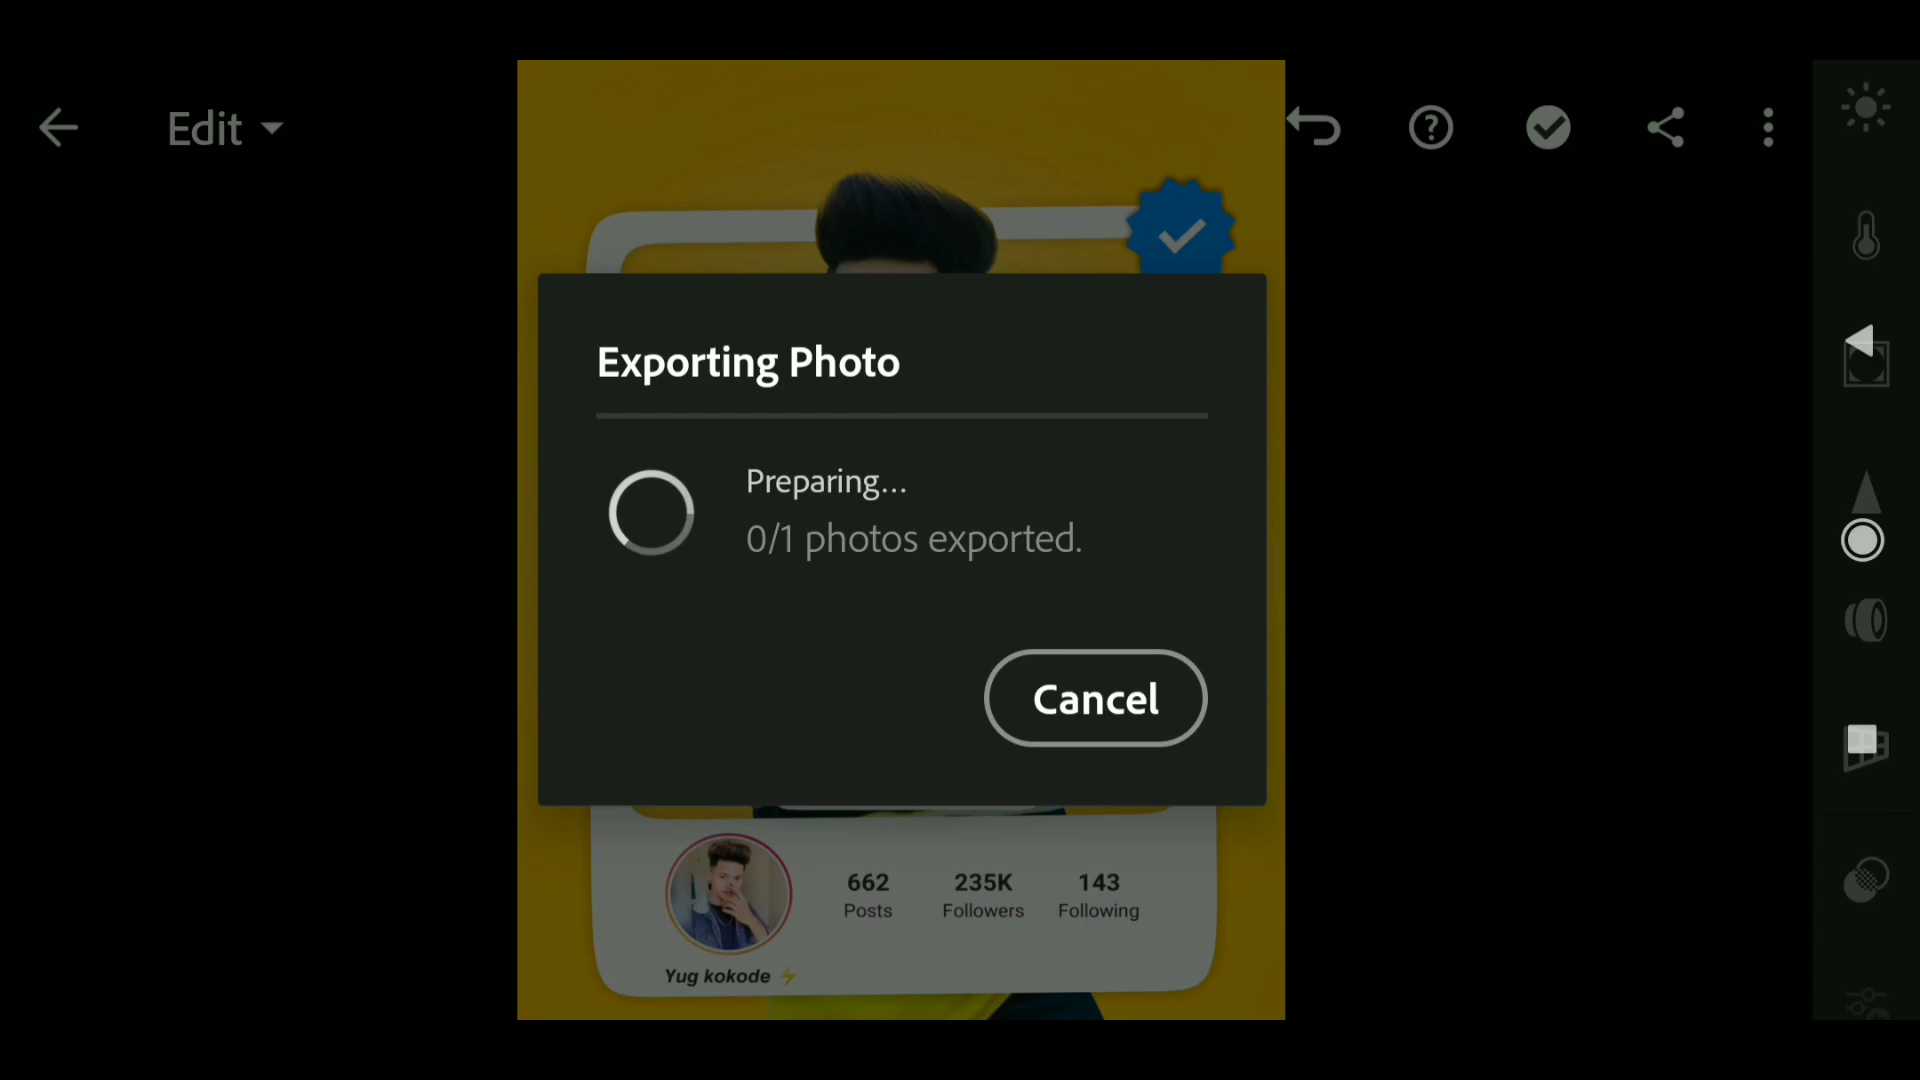 Edit
Exporting Photo
Preparing...
0/1 photos exported.
Cancel
662 235K 143
Posts Followers Following
Yug kokode ⚡